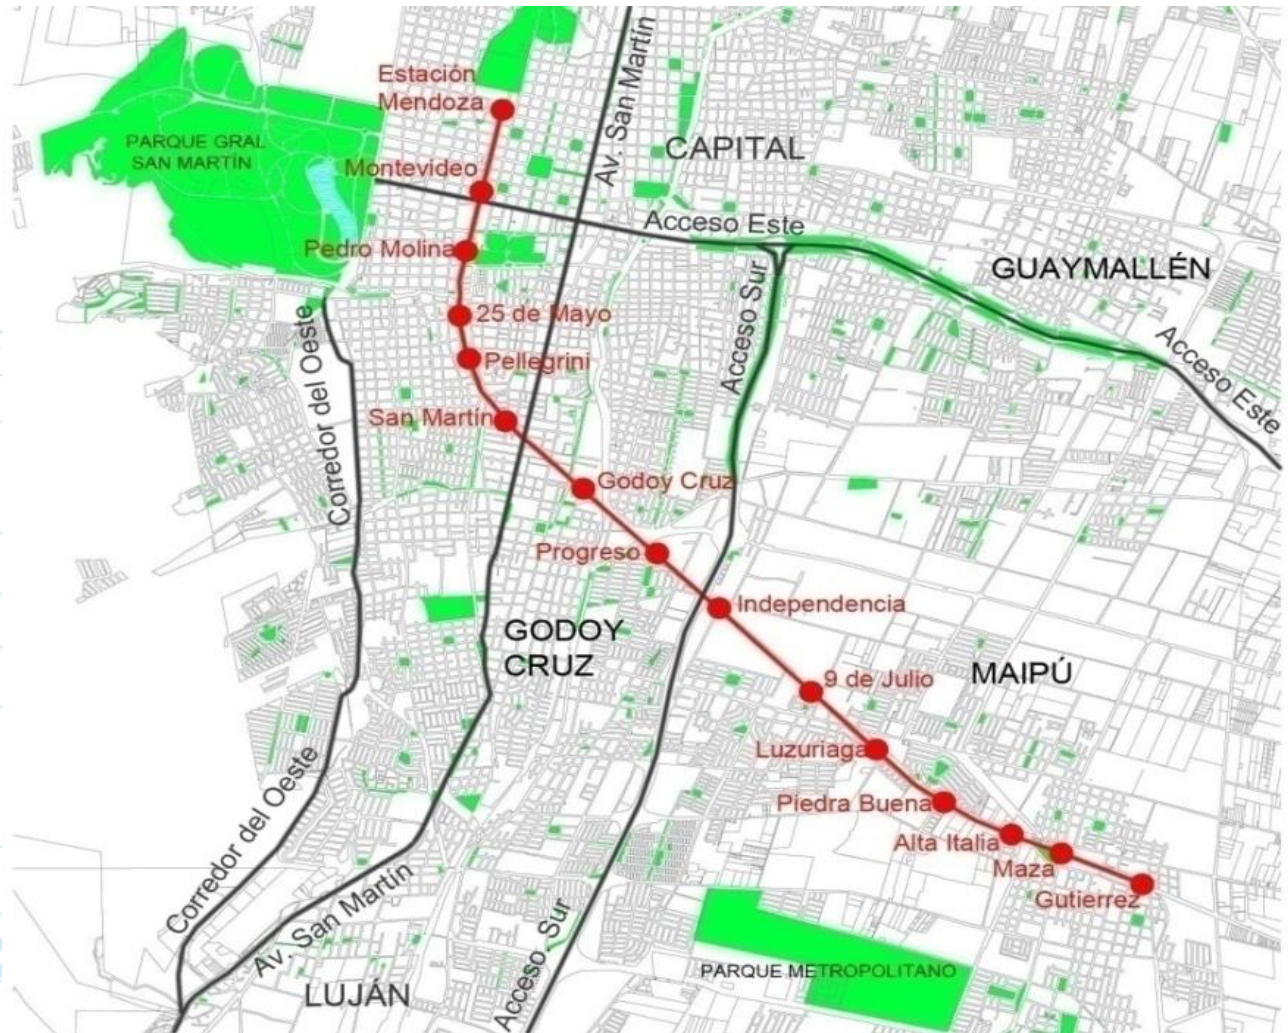 Estación
Mendoza
Av. San Martín
PARQUE GRAL
SAN MARTÍN
CAPITAL
Montevideo
Acceso Este
Pedro Molina
GUAYMALLÉN
Acceso Sur
25 de Mayo
Corredor del Oeste
Acceso Este
Pellegrini
San Martín
Godoy Cruz
Progreso
Independencia
GODOY
CRUZ
MAIPÚ
9 de Julio
Luzuriaga
Corredor del Oeste
Piedra Buena
Alta Italia
Maza
Gutierrez
Av. San Martín
Acceso Sur
PARQUE METROPOLITANO
LUJÁN